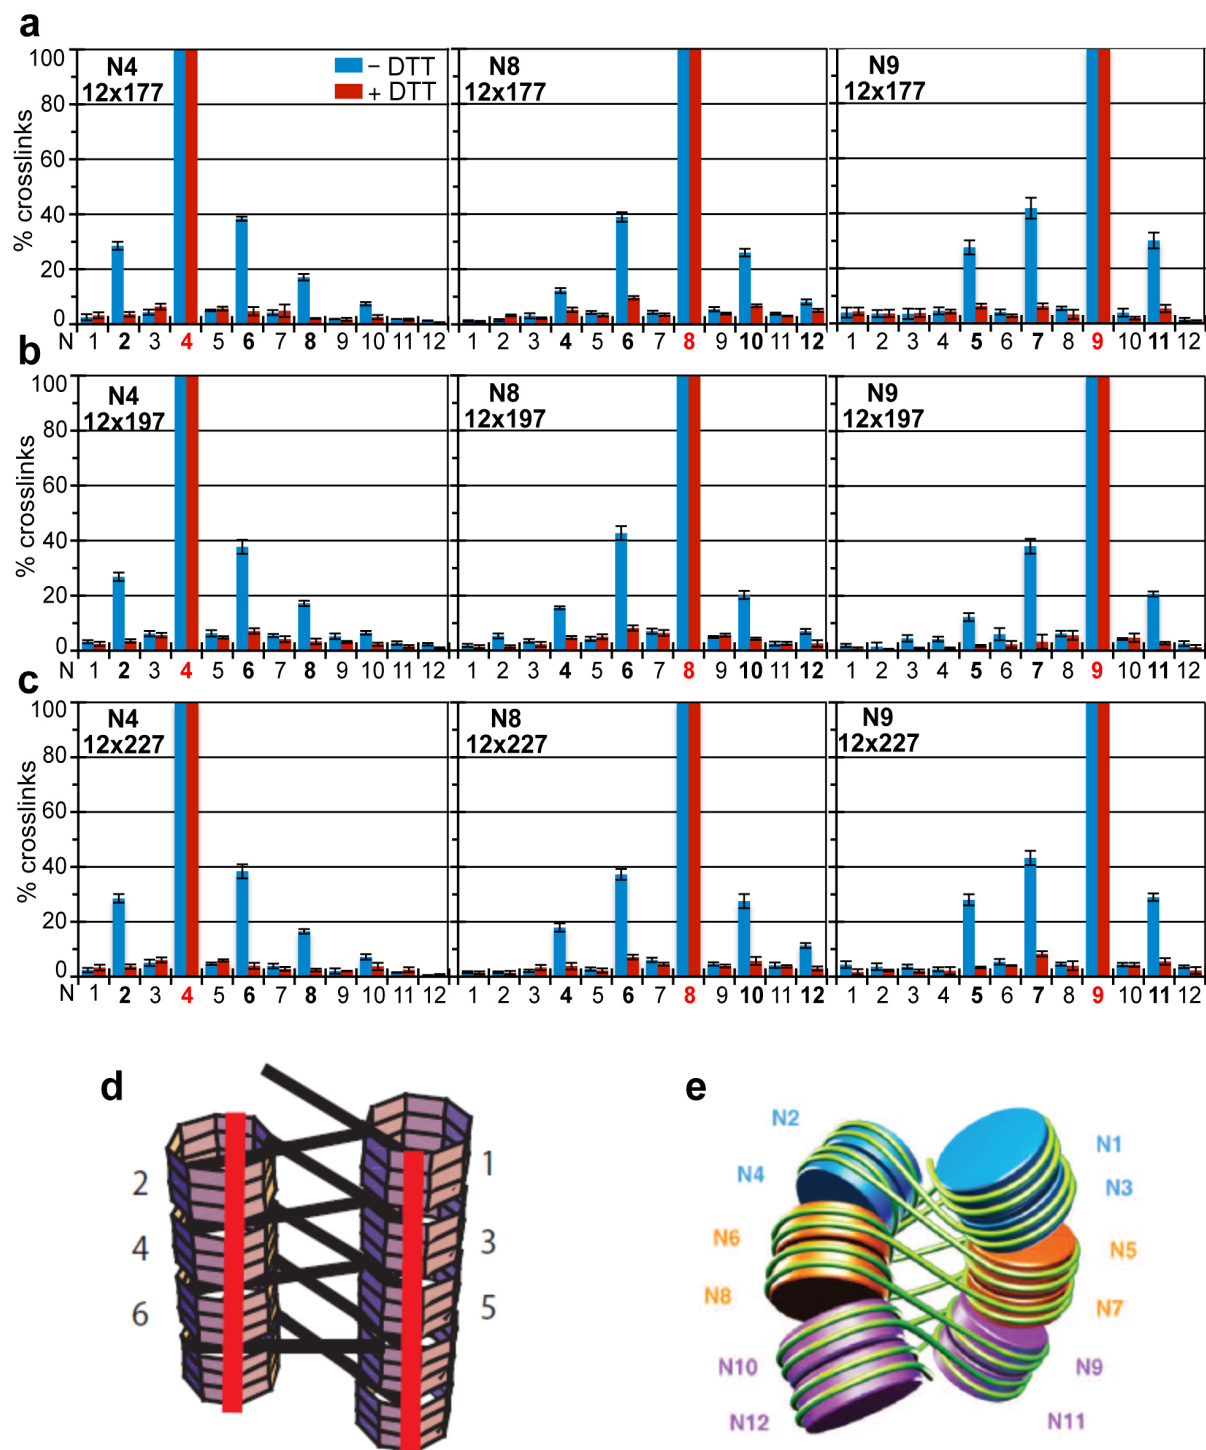 a
N4
12x177
– DTT
+ DTT
N8
12x177
N9
12x177
% crosslinks
100
80
60
40
20
0
N 1 2 3 4 5 6 7 8 9 10 11 12
1 2 3 4 5 6 7 8 9 10 11 12
1 2 3 4 5 6 7 8 9 10 11 12
b
N4
12x197
N8
12x197
N9
12x197
% crosslinks
100
80
60
40
20
0
N 1 2 3 4 5 6 7 8 9 10 11 12
1 2 3 4 5 6 7 8 9 10 11 12
1 2 3 4 5 6 7 8 9 10 11 12
c
N4
12x227
N8
12x227
N9
12x227
% crosslinks
100
80
60
40
20
0
N 1 2 3 4 5 6 7 8 9 10 11 12
1 2 3 4 5 6 7 8 9 10 11 12
1 2 3 4 5 6 7 8 9 10 11 12
d
2
4
6
1
3
5
e
N2
N4
N6
N8
N10
N12
N1
N3
N5
N7
N9
N11